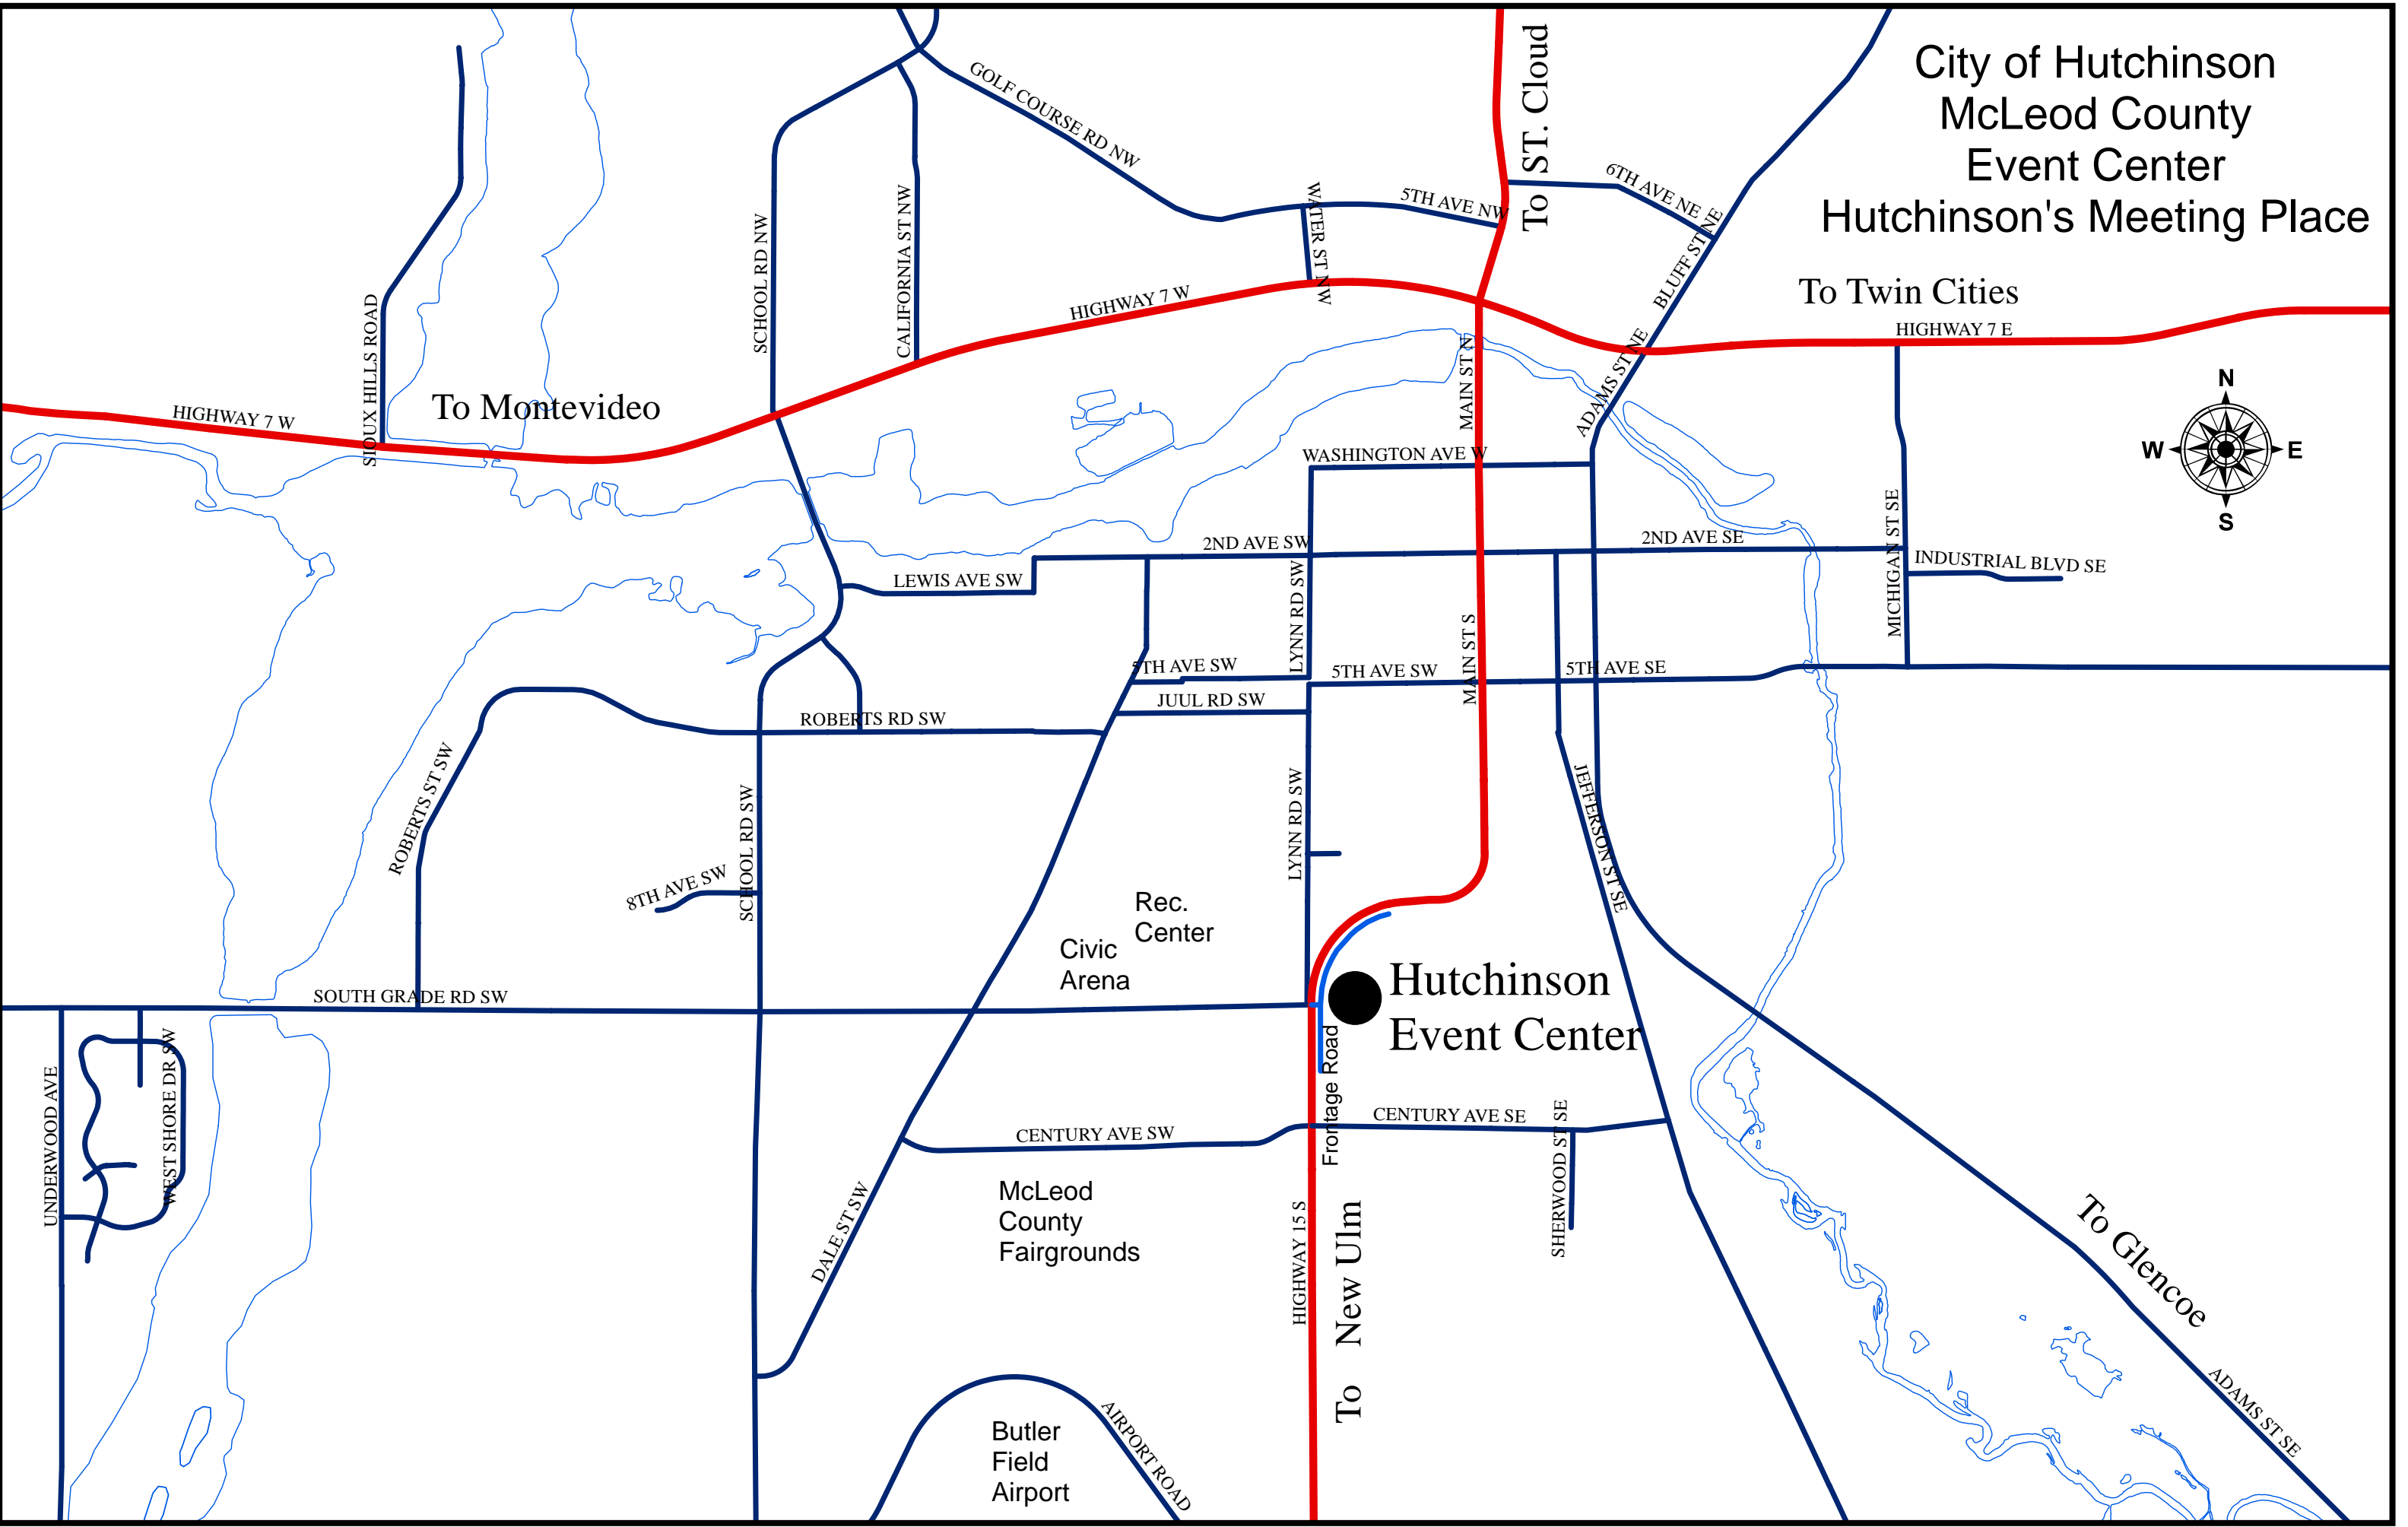 City of Hutchinson
McLeod County
Event Center
Hutchinson's Meeting Place
To ST. Cloud
GOLF COURSE RD NW
WATER ST NW
5TH AVE NW
6TH AVE NE
BLUFF ST NE
SCHOOL RD NW
CALIFORNIA ST NW
HIGHWAY 7 W
To Twin Cities
HIGHWAY 7 E
SIOUX HILLS ROAD
To Montevideo
HIGHWAY 7 W
MAIN ST N
ADAMS ST NE
N
W
E
S
WASHINGTON AVE W
2ND AVE SW
2ND AVE SE
MICHIGAN ST SE
INDUSTRIAL BLVD SE
LEWIS AVE SW
LYNN RD SW
MAIN ST S
5TH AVE SW
5TH AVE SW
5TH AVE SE
JUUL RD SW
ROBERTS RD SW
ROBERTS ST SW
SCHOOL RD SW
8TH AVE SW
LYNN RD SW
JEFFERSON ST SE
Rec.
Center
Civic
Arena
Hutchinson
Event Center
SOUTH GRADE RD SW
Frontage Road
UNDERWOOD AVE
WEST SHORE DR SW
CENTURY AVE SW
CENTURY AVE SE
SHERWOOD ST SE
DALE ST SW
McLeod
County
Fairgrounds
HIGHWAY 15 S
To New Ulm
To Glencoe
ADAMS ST SE
Butler
Field
Airport
AIRPORT ROAD